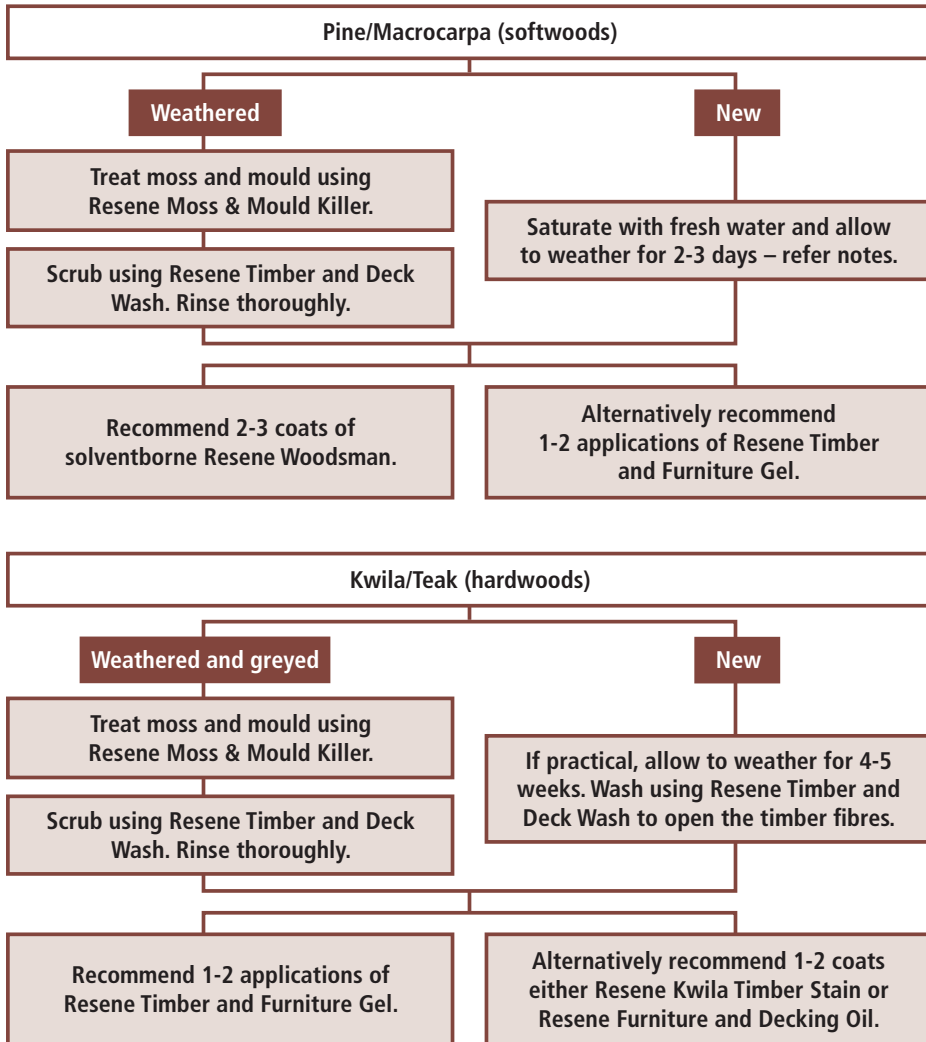 Pine/Macrocarpa (softwoods)
Weathered
New
Treat moss and mould using
Resene Moss & Mould Killer.
Scrub using Resene Timber and Deck
Wash. Rinse thoroughly.
Saturate with fresh water and allow
to weather for 2-3 days – refer notes.
Recommend 2-3 coats of
solventborne Resene Woodsman.
Alternatively recommend
1-2 applications of Resene Timber
and Furniture Gel.
Kwila/Teak (hardwoods)
Weathered and greyed
New
Treat moss and mould using
Resene Moss & Mould Killer.
Scrub using Resene Timber and Deck
Wash. Rinse thoroughly.
If practical, allow to weather for 4-5
weeks. Wash using Resene Timber and
Deck Wash to open the timber fibres.
Recommend 1-2 applications of
Resene Timber and Furniture Gel.
Alternatively recommend 1-2 coats
either Resene Kwila Timber Stain or
Resene Furniture and Decking Oil.